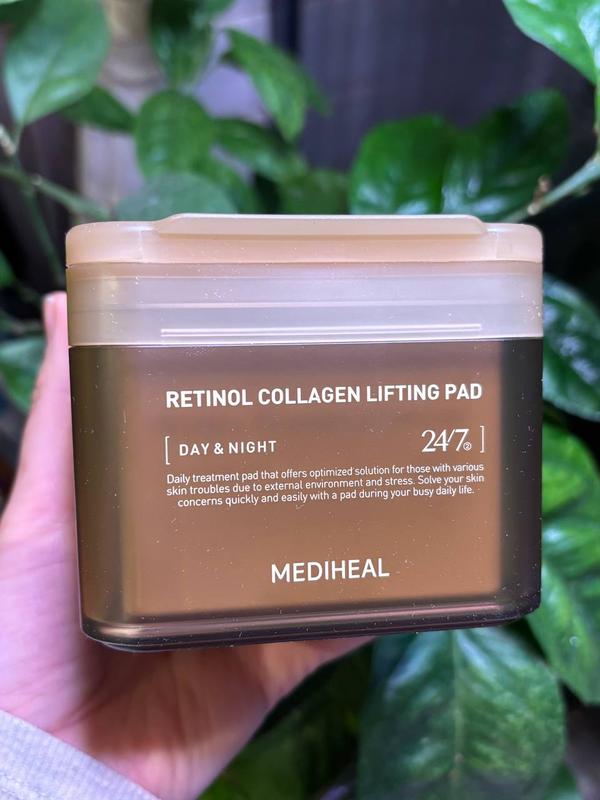 RETINOL COLLAGEN LIFTING PAD
[ DAY & NIGHT 24/7 ② ]
Daily treatment pad that offers optimized solution for those with various
skin troubles due to external environment and stress. Solve your skin
concerns quickly and easily with a pad during your busy daily life.
MEDIHEAL